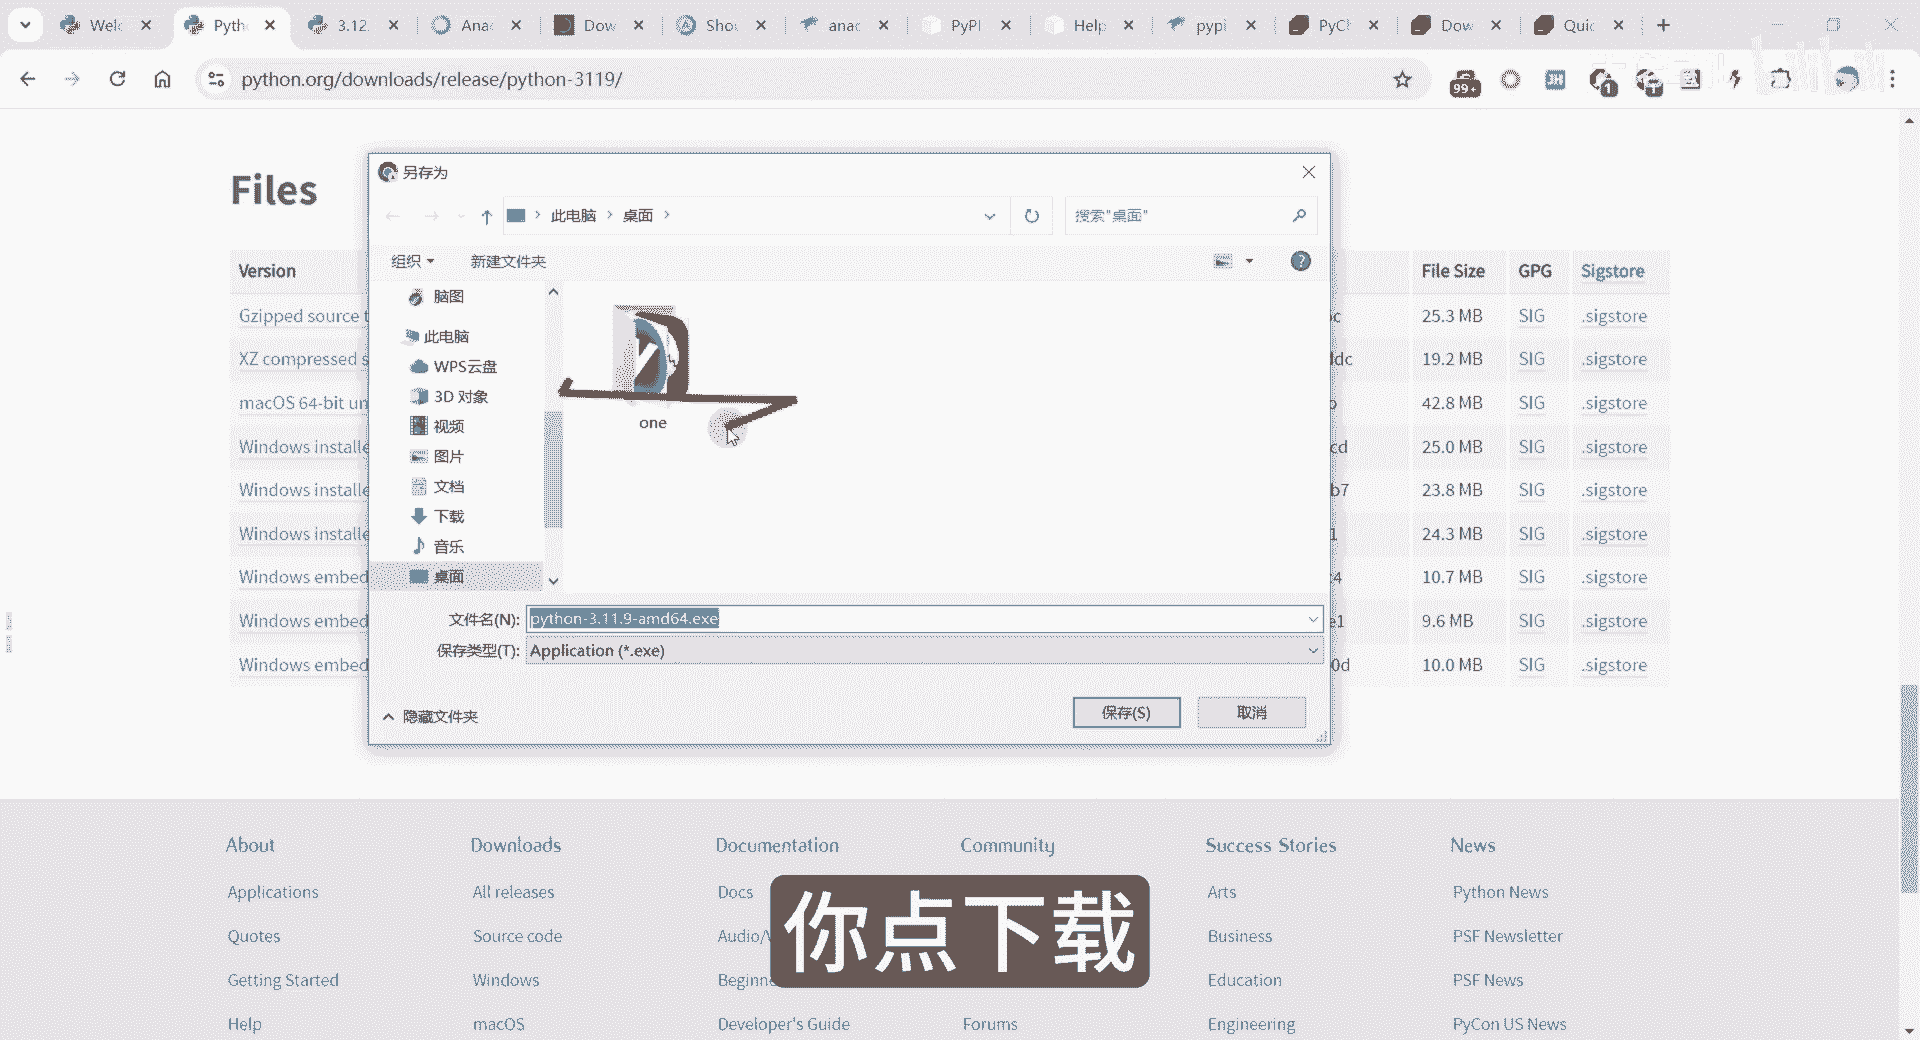 Welc
Pyth
3.12.
Ana
Dow
Sho
anac
PyPI
Help
pypi
PyCh
Dow
Quic
python.org/downloads/release/python-3119/
99+
JH
1
1
Files
另存为
此电脑
桌面
搜索"桌面"
组织
新建文件夹
Version
File Size
GPG
Sigstore
Gzipped source t
25.3 MB
SIG
.sigstore
XZ compressed s
ddc
19.2 MB
SIG
.sigstore
macOS 64-bit un
42.8 MB
SIG
.sigstore
Windows installe
cd
25.0 MB
SIG
.sigstore
Windows installe
b7
23.8 MB
SIG
.sigstore
Windows installe
1
24.3 MB
SIG
.sigstore
Windows embed
10.7 MB
SIG
.sigstore
Windows embed
e1
9.6 MB
SIG
.sigstore
Windows embed
0d
10.0 MB
SIG
.sigstore
脑图
此电脑
WPS云盘
3D 对象
视频
图片
文档
下载
音乐
桌面
one
文件名(N):
python-3.11.9-amd64.exe
保存类型(T):
Application (*.exe)
隐藏文件夹
保存(S)
取消
About
Downloads
Documentation
Community
Success Stories
News
Applications
All releases
Docs
Arts
Python News
Quotes
Source code
Audio/V
Business
PSF Newsletter
Getting Started
Windows
Beginne
Education
PSF News
Help
macOS
Developer's Guide
Forums
Engineering
PyCon US News
你点下载